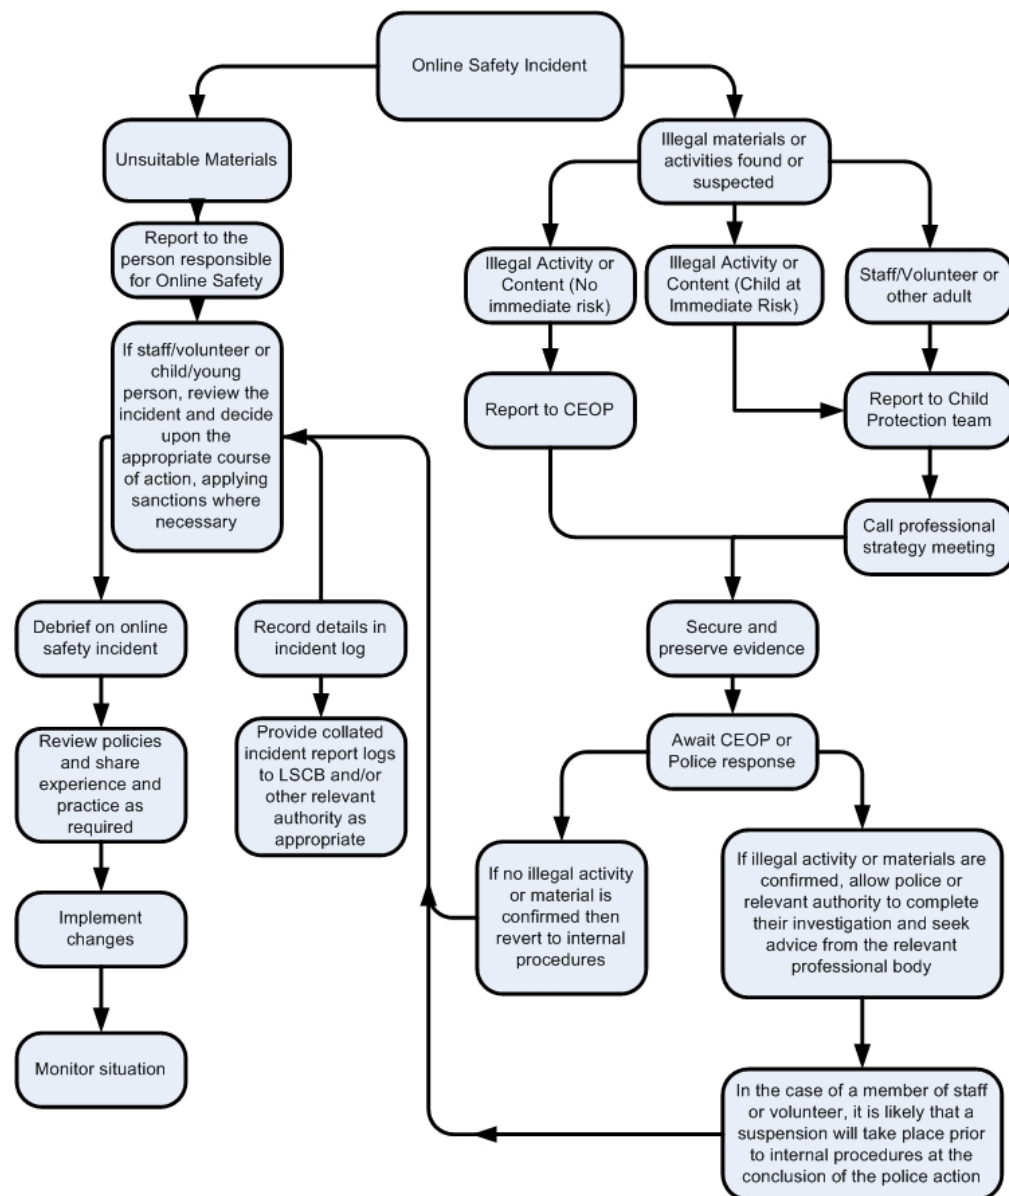 Online Safety Incident
Unsuitable Materials
Illegal materials or
activities found or
suspected
Report to the
person responsible
for Online Safety
Illegal Activity or
Content (No
immediate risk)
Illegal Activity or
Content (Child at
Immediate Risk)
Staff/Volunteer or
other adult
If staff/volunteer or
child/young
person, review the
incident and decide
upon the
appropriate course
of action, applying
sanctions where
necessary
Report to CEOP
Report to Child
Protection team
Call professional
strategy meeting
Debrief on online
safety incident
Record details in
incident log
Secure and
preserve evidence
Review policies
and share
experience and
practice as
required
Provide collated
incident report logs
to LSCB and/or
other relevant
authority as
appropriate
Await CEOP or
Police response
If no illegal activity
or material is
confirmed then
revert to internal
procedures
If illegal activity or materials are
confirmed, allow police or
relevant authority to complete
their investigation and seek
advice from the relevant
professional body
Implement
changes
Monitor situation
In the case of a member of staff
or volunteer, it is likely that a
suspension will take place prior
to internal procedures at the
conclusion of the police action